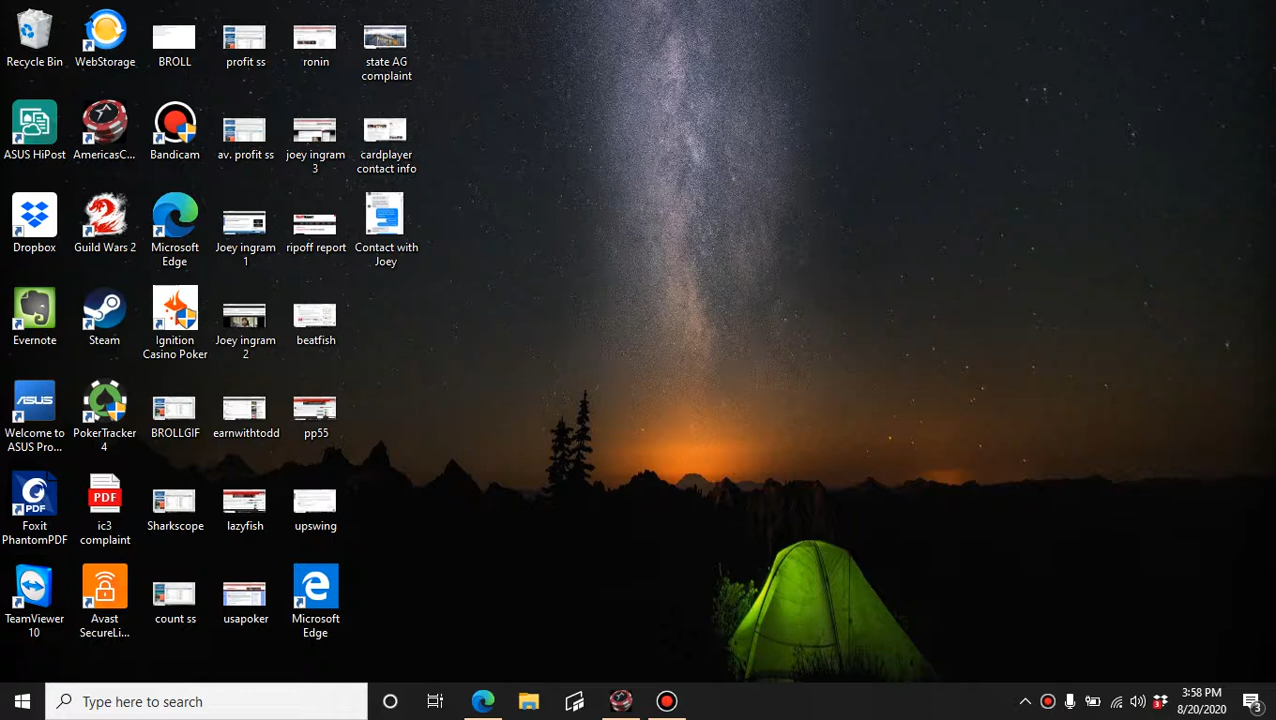 Recycle Bin
WebStorage
BROLL
profit ss
ronin
state AG
complaint
ASUS HiPost
AmericasC...
Bandicam
av. profit ss
joey ingram
3
cardplayer
contact info
Dropbox
Guild Wars 2
Microsoft
Edge
Joey ingram
1
ripoff report
Contact with
Joey
Evernote
Steam
Ignition
Casino Poker
Joey ingram
2
beatfish
ASUS
Welcome to
ASUS Pro...
PokerTracker
4
BROLLGIF
earnwithtodd
pp55
PDF
Foxit
PhantomPDF
PDF
ic3
complaint
Sharkscope
lazyfish
upswing
TeamViewer
10
Avast
SecureLi...
count ss
usapoker
Microsoft
Edge
Type here to search
3:58 PM
8/20/2020
3